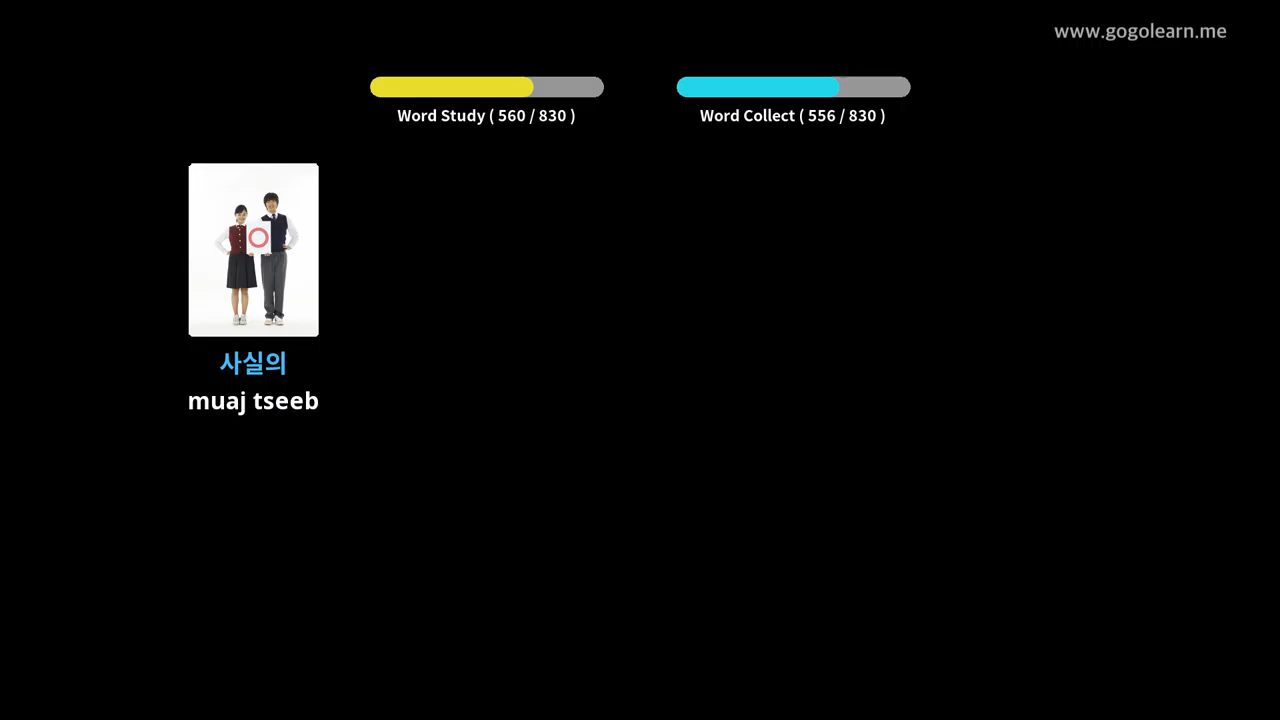 www.gogolearn.me
Word Study ( 560 / 830 )
Word Collect ( 556 / 830 )
사실의
muaj tseeb